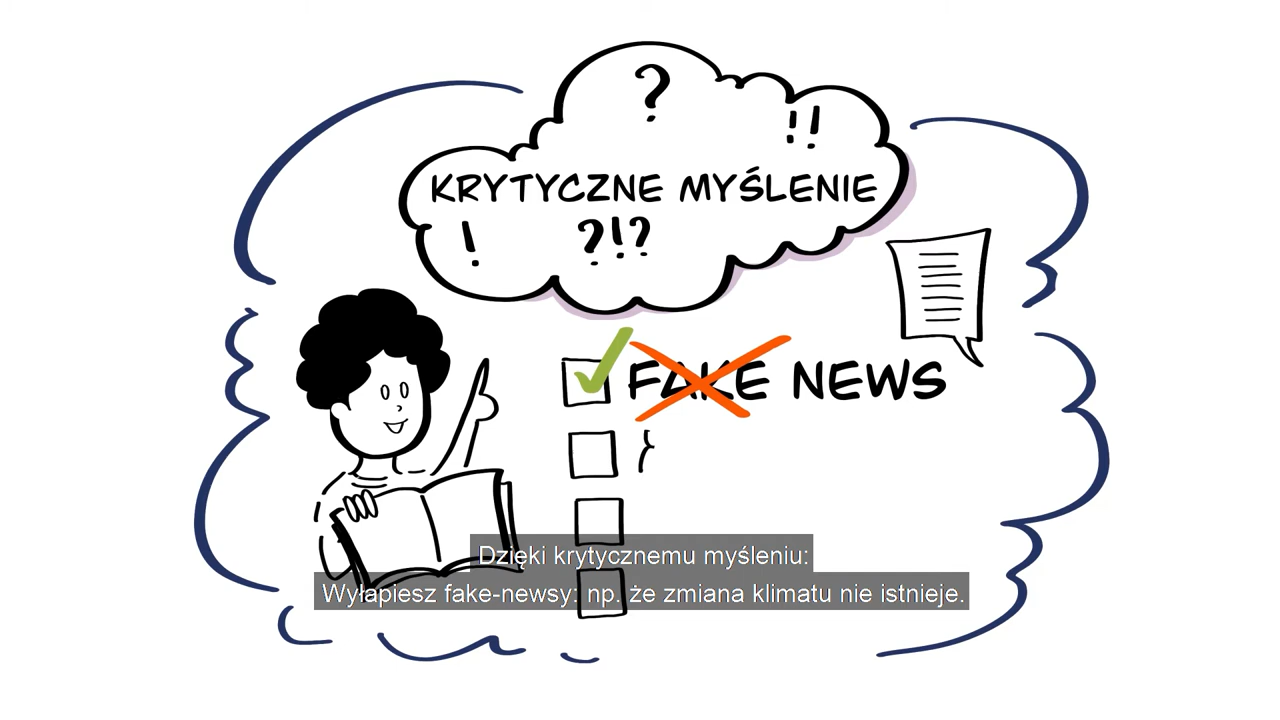 ?
!!
KRYTYCZNE MYŚLENIE
!
?!?
FAKE NEWS
Dzięki krytycznemu myśleniu:
Wyłapiesz fake-newsy: np. że zmiana klimatu nie istnieje.